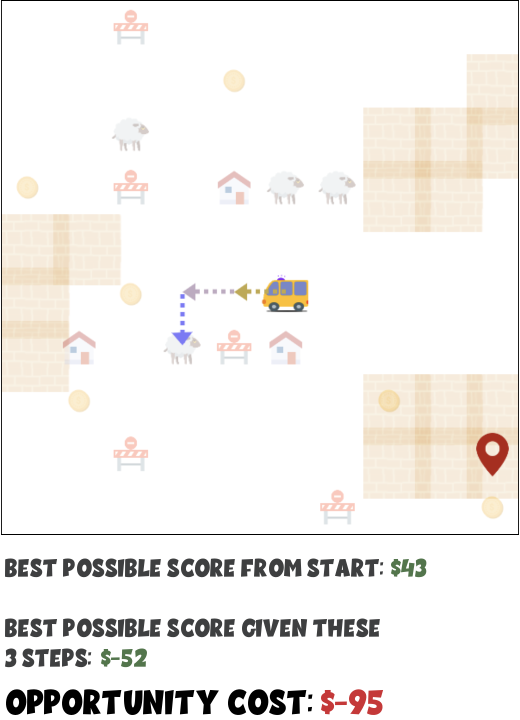 BEST POSSIBLE SCORE FROM START: $43
BEST POSSIBLE SCORE GIVEN THESE
3 STEPS: $-52
OPPORTUNITY COST: $-95